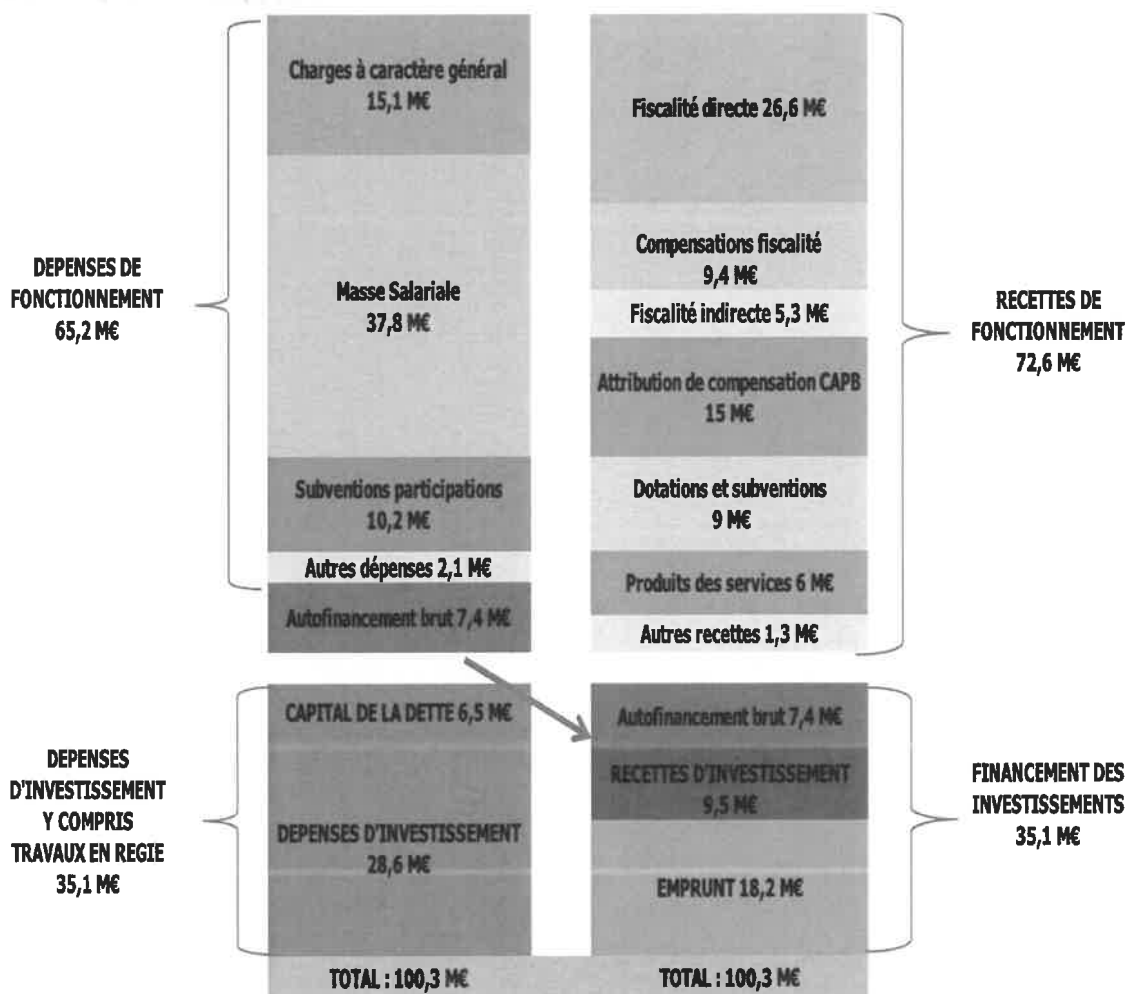 Charges à caractère général
15,1 M€
Masse Salariale
37,8 M€
Subventions participations
10,2 M€
Autres dépenses 2,1 M€
Autofinancement brut 7,4 M€
DEPENSES DE
FONCTIONNEMENT
65,2 M€
Fiscalité directe 26,6 M€
Compensations fiscalité
9,4 M€
Fiscalité indirecte 5,3 M€
Attribution de compensation CAPB
15 M€
Dotations et subventions
9 M€
Produits des services 6 M€
Autres recettes 1,3 M€
RECETTES DE
FONCTIONNEMENT
72,6 M€
DEPENSES
D'INVESTISSEMENT
Y COMPRIS
TRAVAUX EN REGIE
35,1 M€
CAPITAL DE LA DETTE 6,5 M€
DEPENSES D'INVESTISSEMENT
28,6 M€
Autofinancement brut 7,4 M€
RECETTES D'INVESTISSEMENT
9,5 M€
EMPRUNT 18,2 M€
FINANCEMENT DES
INVESTISSEMENTS
35,1 M€
TOTAL : 100,3 M€
TOTAL : 100,3 M€